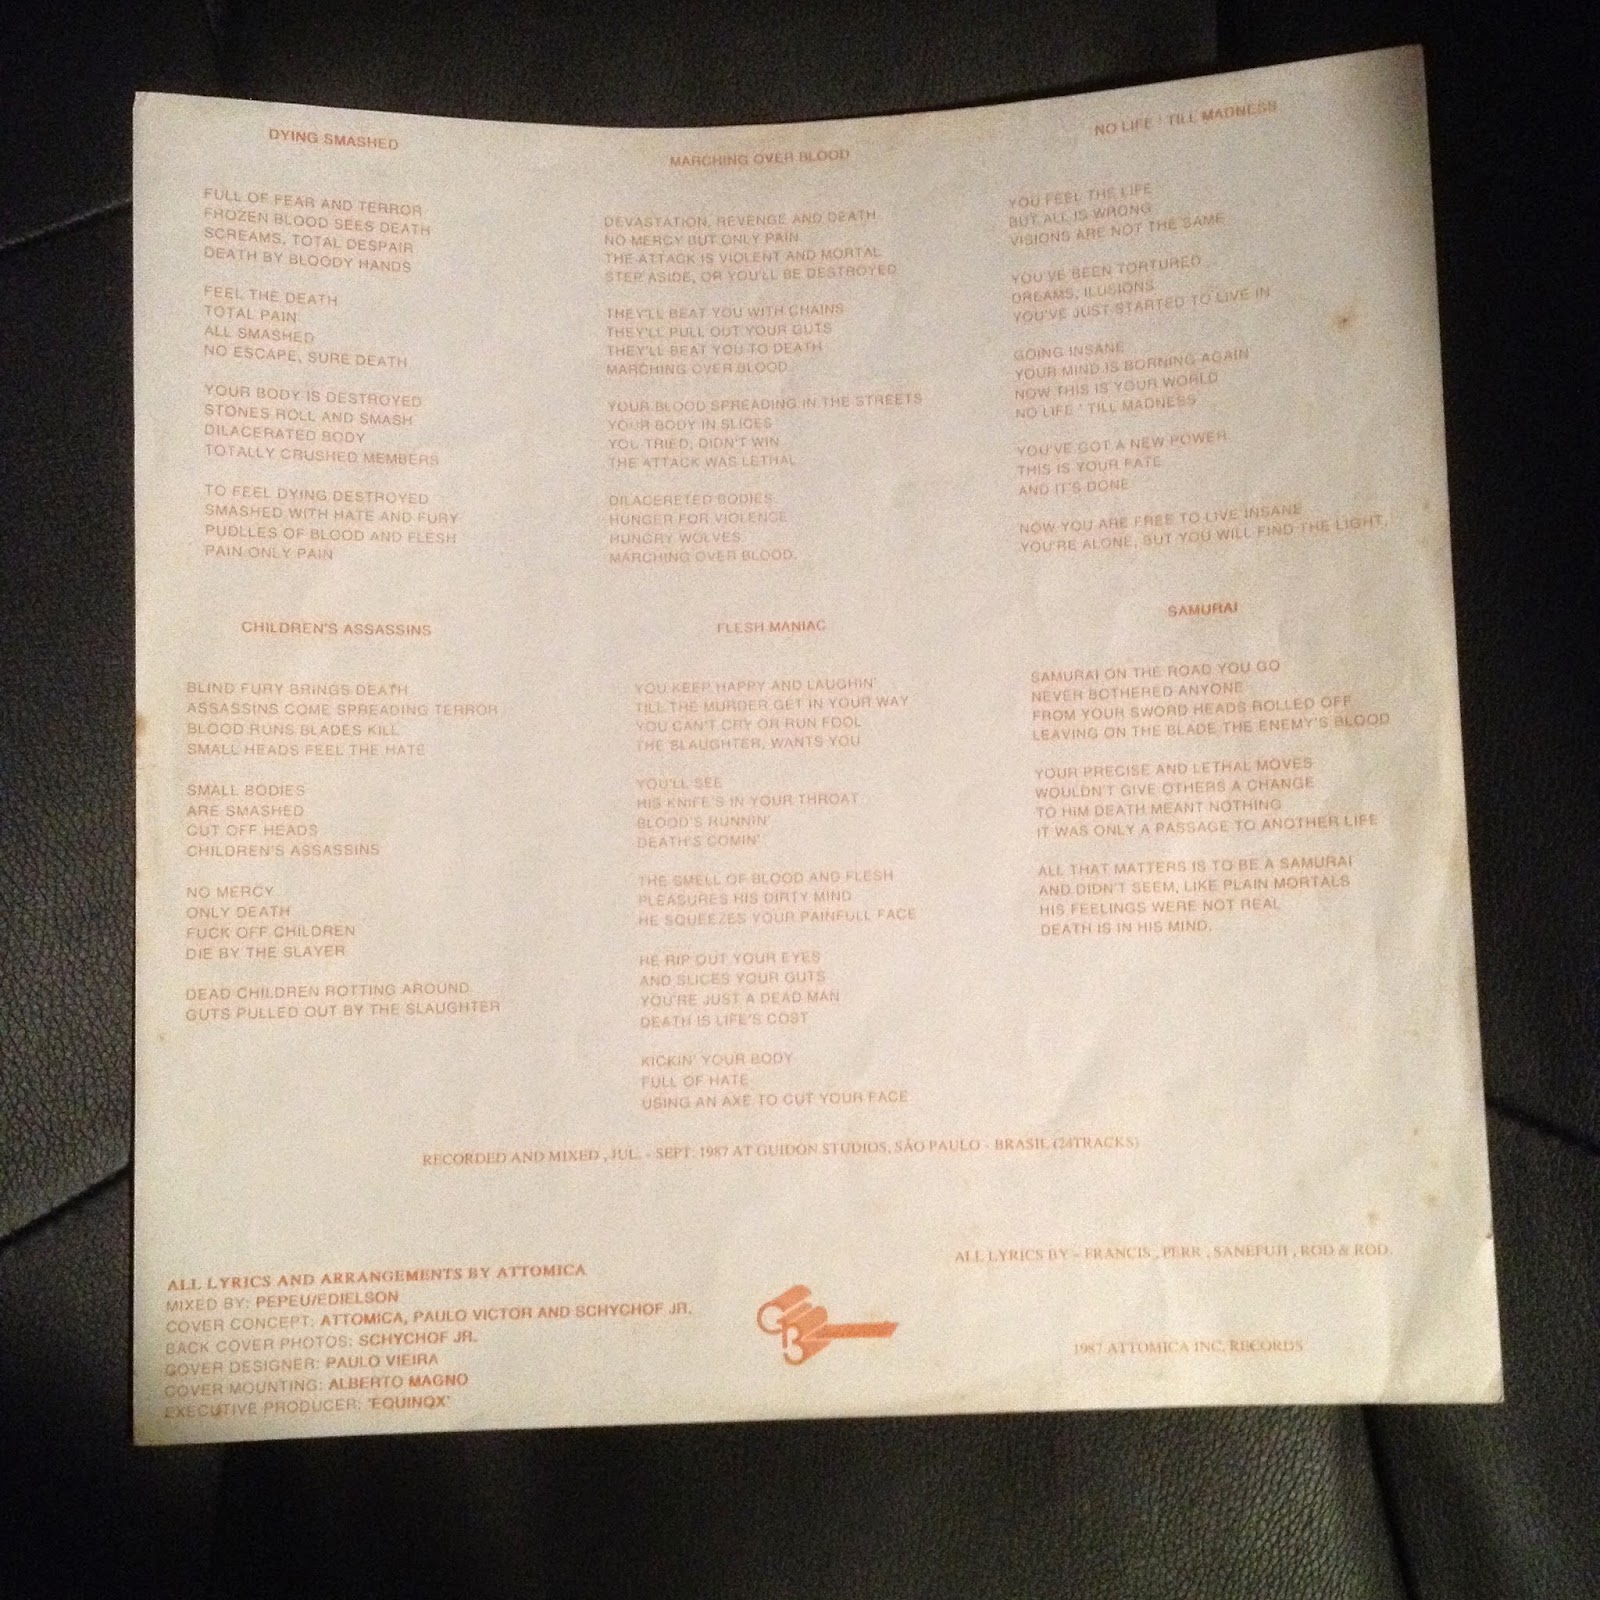 DYING SMASHED
FULL OF FEAR AND TERROR
FROZEN BLOOD SEES DEATH
SCREAMS, TOTAL DESPAIR
DEATH BY BLOODY HANDS
FEEL THE DEATH
TOTAL PAIN
ALL SMASHED
NO ESCAPE, SURE DEATH
YOUR BODY IS DESTROYED
STONES ROLL AND SMASH
DILACERATED BODY
TOTALLY CRUSHED MEMBERS
TO FEEL DYING DESTROYED
SMASHED WITH HATE AND FURY
PUDLLES OF BLOOD AND FLESH
PAIN ONLY PAIN
CHILDREN'S ASSASSINS
BLIND FURY BRINGS DEATH
ASSASSINS COME SPREADING TERROR
BLOOD RUNS BLADES KILL
SMALL HEADS FEEL THE HATE
SMALL BODIES
ARE SMASHED
CUT OFF HEADS
CHILDREN'S ASSASSINS
NO MERCY
ONLY DEATH
FUCK OFF CHILDREN
DIE BY THE SLAYER
DEAD CHILDREN ROTTING AROUND
GUTS PULLED OUT BY THE SLAUGHTER
MARCHING OVER BLOOD
DEVASTATION, REVENGE AND DEATH
NO MERCY BUT ONLY PAIN
THE ATTACK IS VIOLENT AND MORTAL
STEP ASIDE, OR YOU'LL BE DESTROYED
THEY'LL BEAT YOU WITH CHAINS
THEY'LL PULL OUT YOUR GUTS
THEY'LL BEAT YOU TO DEATH
MARCHING OVER BLOOD
YOUR BLOOD SPREADING IN THE STREETS
YOUR BODY IN SLICES
YOU TRIED, DIDN'T WIN
THE ATTACK WAS LETHAL
DILACERETED BODIES
HUNGER FOR VIOLENCE
HUNGRY WOLVES
MARCHING OVER BLOOD.
FLESH MANIAC
YOU KEEP HAPPY AND LAUGHIN'
TILL THE MURDER GET IN YOUR WAY
YOU CAN'T CRY OR RUN FOOL
THE SLAUGHTER, WANTS YOU
YOU'LL SEE
HIS KNIFE'S IN YOUR THROAT
BLOOD'S RUNNIN'
DEATH'S COMIN'
THE SMELL OF BLOOD AND FLESH
PLEASURES HIS DIRTY MIND
HE SQUEEZES YOUR PAINFULL FACE
HE RIP OUT YOUR EYES
AND SLICES YOUR GUTS
YOU'RE JUST A DEAD MAN
DEATH IS LIFE'S COST
KICKIN' YOUR BODY
FULL OF HATE
USING AN AXE TO CUT YOUR FACE
NO LIFE ' TILL MADNESS
YOU FEEL THE LIFE
BUT ALL IS WRONG
VISIONS ARE NOT THE SAME
YOU'VE BEEN TORTURED
DREAMS, ILUSIONS
YOU'VE JUST STARTED TO LIVE IN
GOING INSANE
YOUR MIND IS BORNING AGAIN
NOW THIS IS YOUR WORLD
NO LIFE ' TILL MADNESS
YOU'VE GOT A NEW POWER
THIS IS YOUR FATE
AND IT'S DONE
NOW YOU ARE FREE TO LIVE INSANE
YOU'RE ALONE, BUT YOU WILL FIND THE LIGHT.
SAMURAI
SAMURAI ON THE ROAD YOU GO
NEVER BOTHERED ANYONE
FROM YOUR SWORD HEADS ROLLED OFF
LEAVING ON THE BLADE THE ENEMY'S BLOOD
YOUR PRECISE AND LETHAL MOVES
WOULDN'T GIVE OTHERS A CHANGE
TO HIM DEATH MEANT NOTHING
IT WAS ONLY A PASSAGE TO ANOTHER LIFE
ALL THAT MATTERS IS TO BE A SAMURAI
AND DIDN'T SEEM, LIKE PLAIN MORTALS
HIS FEELINGS WERE NOT REAL
DEATH IS IN HIS MIND.
RECORDED AND MIXED , JUL. - SEPT. 1987 AT GUIDON STUDIOS, SÃO PAULO - BRASIL (24TRACKS)
ALL LYRICS AND ARRANGEMENTS BY ATTOMICA
MIXED BY: PEPEU/EDIELSON
COVER CONCEPT: ATTOMICA, PAULO VICTOR AND SCHYCHOF JR.
BACK COVER PHOTOS: SCHYCHOF JR.
COVER DESIGNER: PAULO VIEIRA
COVER MOUNTING: ALBERTO MAGNO
EXECUTIVE PRODUCER: 'EQUINOX'
ALL LYRICS BY - FRANCIS , PERR , SANEFUJI , ROD & ROD.
1987 ATTOMICA INC. RECORDS